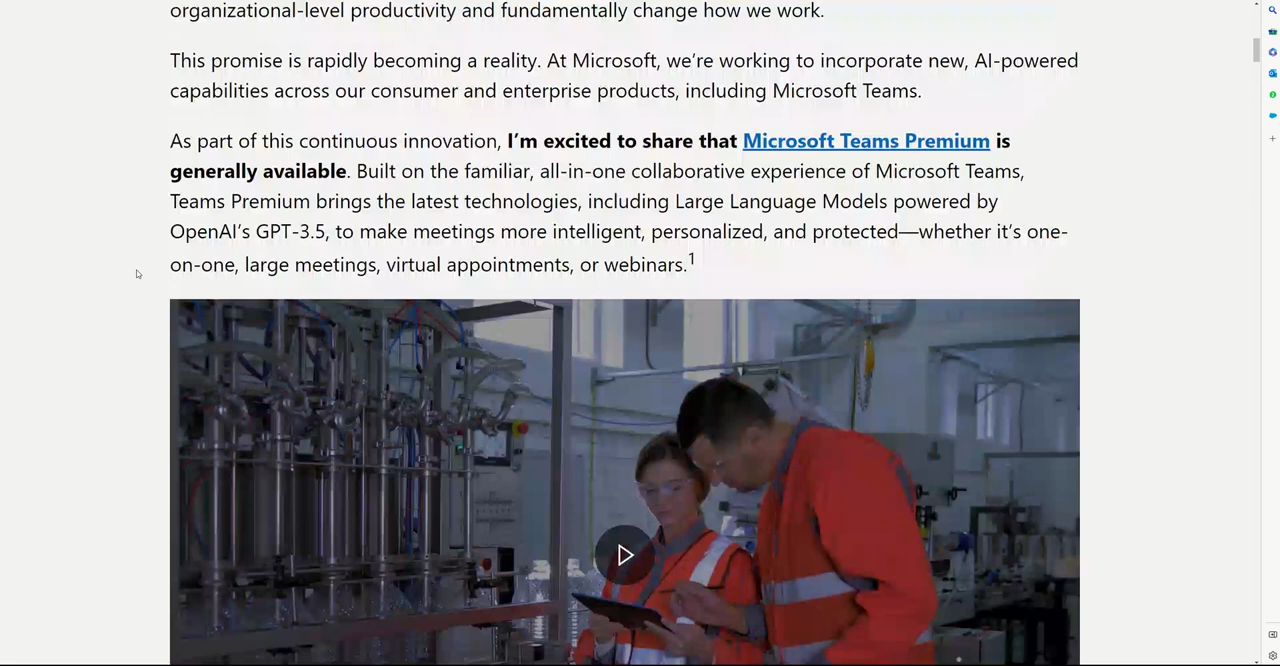 organizational-level productivity and fundamentally change how we work.
This promise is rapidly becoming a reality. At Microsoft, we’re working to incorporate new, AI-powered
capabilities across our consumer and enterprise products, including Microsoft Teams.
As part of this continuous innovation, I’m excited to share that Microsoft Teams Premium is
generally available. Built on the familiar, all-in-one collaborative experience of Microsoft Teams,
Teams Premium brings the latest technologies, including Large Language Models powered by
OpenAI’s GPT-3.5, to make meetings more intelligent, personalized, and protected—whether it’s one-
on-one, large meetings, virtual appointments, or webinars.1